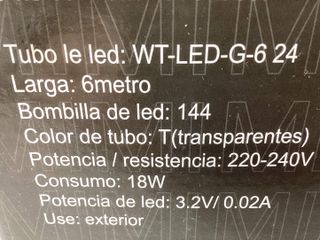 Tubo le led: WT-LED-G-6 24
Larga: 6metro
Bombilla de led: 144
Color de tubo: T(transparentes)
Potencia / resistencia: 220-240V
Consumo: 18W
Potencia de led: 3.2V/ 0.02A
Use: exterior